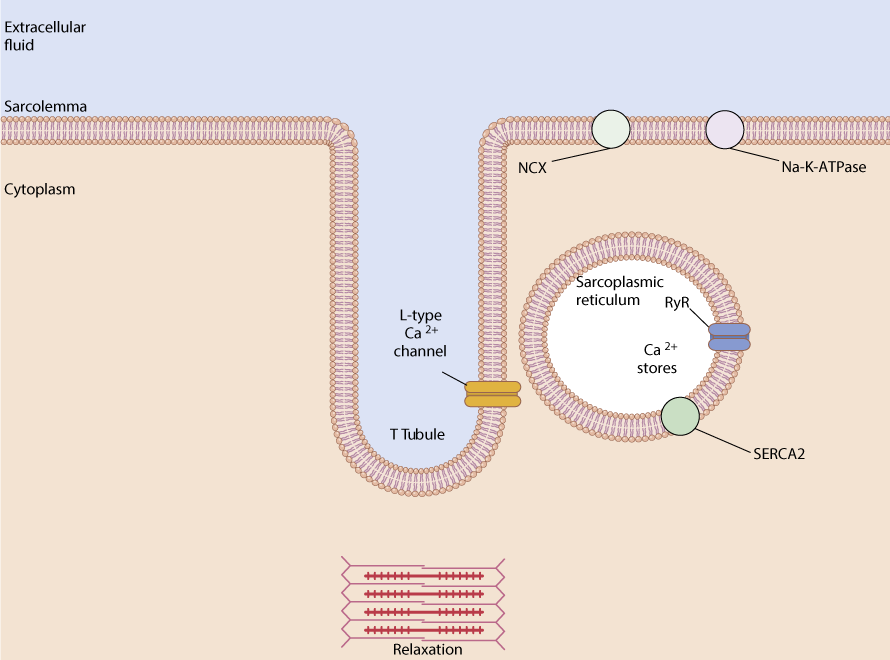 Extracellular
fluid
Sarcolemma
Cytoplasm
NCX
Na-K-ATPase
Sarcoplasmic
reticulum
RyR
L-type
Ca 2+
channel
Ca 2+
stores
T Tubule
SERCA2
Relaxation